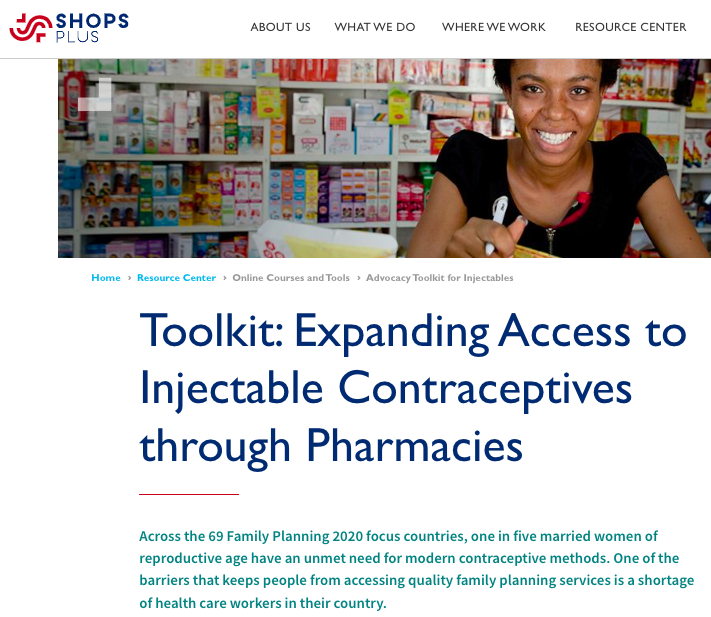 SHOPS
PLUS
ABOUT US
WHAT WE DO
WHERE WE WORK
RESOURCE CENTER
Home › Resource Center › Online Courses and Tools › Advocacy Toolkit for Injectables
Toolkit: Expanding Access to
Injectable Contraceptives
through Pharmacies
Across the 69 Family Planning 2020 focus countries, one in five married women of
reproductive age have an unmet need for modern contraceptive methods. One of the
barriers that keeps people from accessing quality family planning services is a shortage
of health care workers in their country.